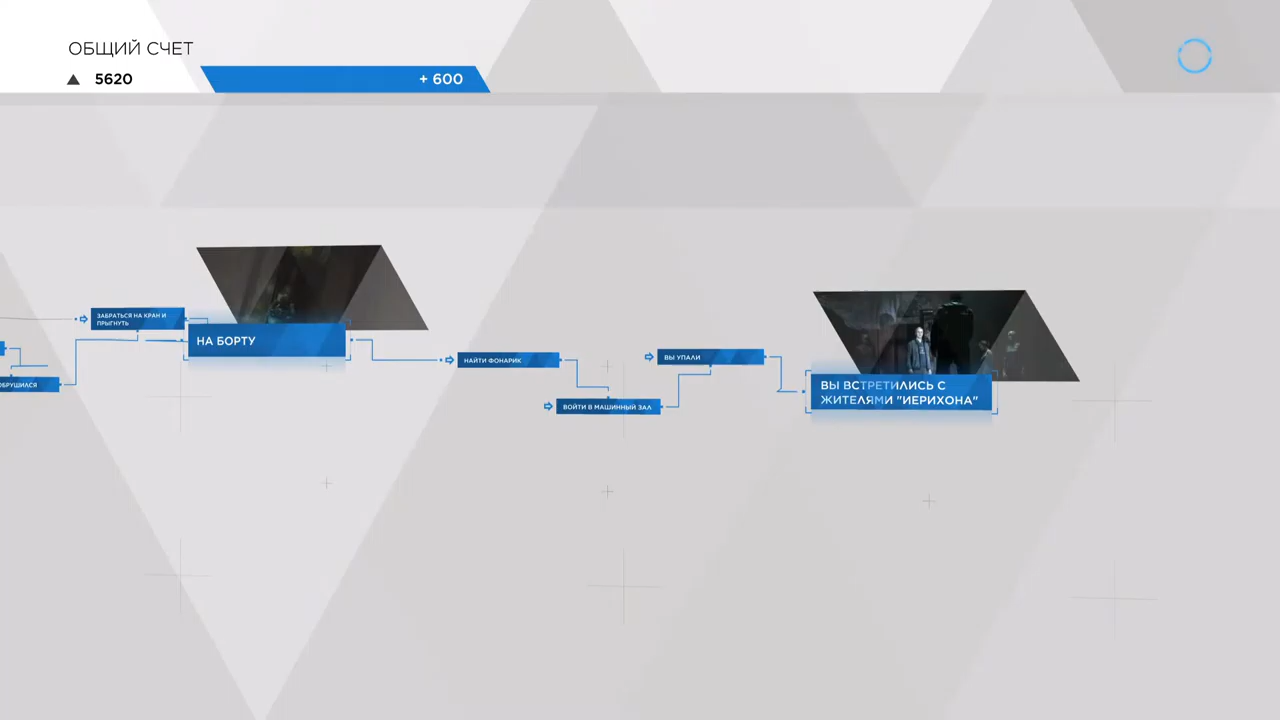 ОБЩИЙ СЧЕТ
5620
+ 600
ЗАБРАТЬСЯ НА КРАН И
ПРЫГНУТЬ
НА БОРТУ
ОБРУШИЛСЯ
НАЙТИ ФОНАРИК
ВОЙТИ В МАШИННЫЙ ЗАЛ
ВЫ УПАЛИ
ВЫ ВСТРЕТИЛИСЬ С
ЖИТЕЛЯМИ "ИЕРИХОНА"